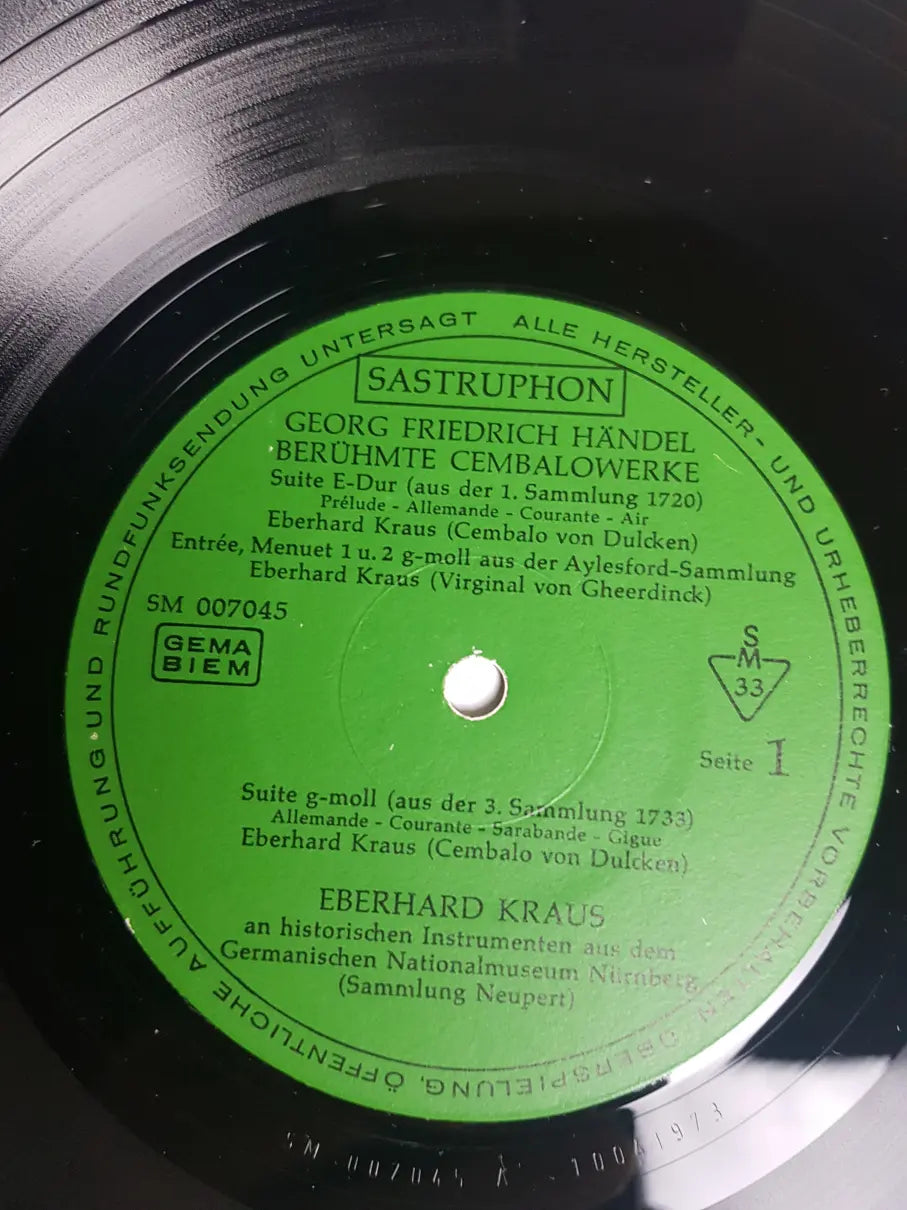 ALLE HERSTELLER- UND URHEBERRECHTE VORBEHALTEN ÜBERSPIELUNG, ÖFFENTLICHE AUFFÜHRUNG UND RUNDFUNKSENDUNG UNTERSAGT
SASTRUPHON
GEORG FRIEDRICH HÄNDEL
BERÜHMTE CEMBALOWERKE
Suite E-Dur (aus der 1. Sammlung 1720)
Prélude - Allemande - Courante - Air
Eberhard Kraus (Cembalo von Dulcken)
Entrée, Menuet 1 u. 2 g-moll aus der Aylesford-Sammlung
Eberhard Kraus (Virginal von Gheerdinck)
SM 007045
GEMA
BIEM
S
M
33
Seite 1
Suite g-moll (aus der 3. Sammlung 1733)
Allemande - Courante - Sarabande - Gigue
Eberhard Kraus (Cembalo von Dulcken)
EBERHARD KRAUS
an historischen Instrumenten aus dem
Germanischen Nationalmuseum Nürnberg
(Sammlung Neupert)
SM 007045 A 10041973